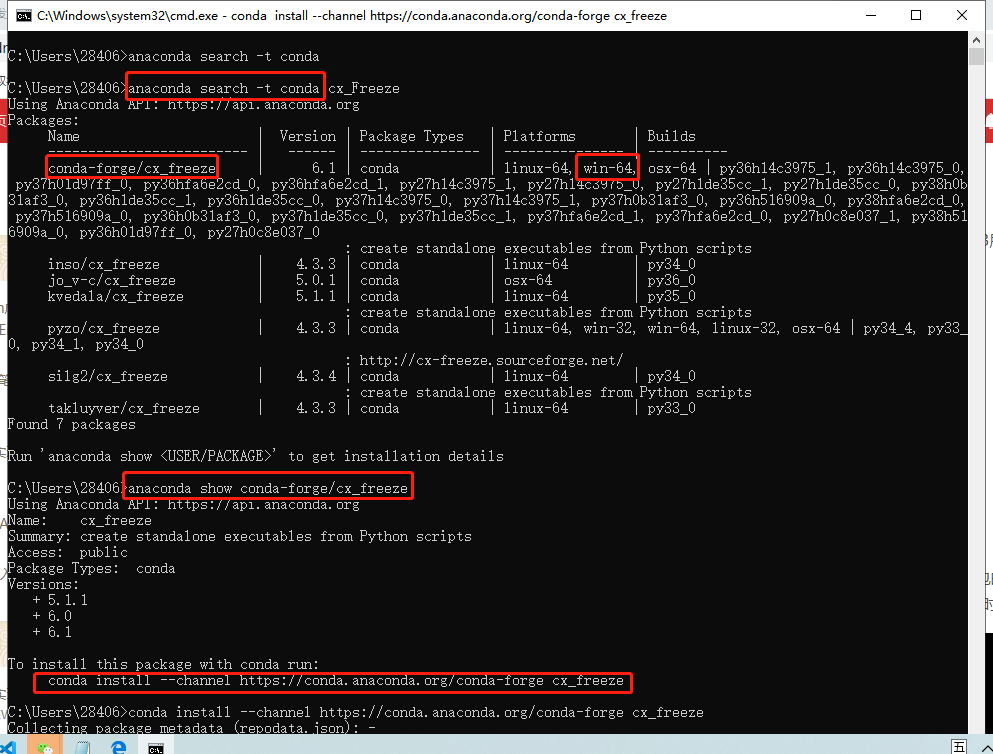 C:\Windows\system32\cmd.exe - conda  install --channel https://conda.anaconda.org/conda-forge cx_freeze
C:\Users\28406>anaconda search -t conda
C:\Users\28406>anaconda search -t conda cx_Freeze
Using Anaconda API: https://api.anaconda.org
Packages:
     Name                      |  Version | Package Types   | Platforms       | Builds
     ------------------------- |   ------ | --------------- | --------------- | ----------
     conda-forge/cx_freeze     |      6.1 | conda           | linux-64, win-64, osx-64 | py36h14c3975_1, py36h14c3975_0,
 py37h01d97ff_0, py36hfa6e2cd_0, py36hfa6e2cd_1, py27h14c3975_1, py27h14c3975_0, py27h1de35cc_1, py27h1de35cc_0, py38h0b
31af3_0, py36h1de35cc_1, py36h1de35cc_0, py37h14c3975_0, py37h14c3975_1, py37h0b31af3_0, py36h516909a_0, py38hfa6e2cd_0,
 py37h516909a_0, py36h0b31af3_0, py37h1de35cc_0, py37h1de35cc_1, py37hfa6e2cd_1, py37hfa6e2cd_0, py27h0c8e037_1, py38h51
6909a_0, py36h01d97ff_0, py27h0c8e037_0
                                          : create standalone executables from Python scripts
     inso/cx_freeze            |    4.3.3 | conda           | linux-64        | py34_0
     jo_v-c/cx_freeze          |    5.0.1 | conda           | osx-64          | py36_0
     kvedala/cx_freeze         |    5.1.1 | conda           | linux-64        | py35_0
                                          : create standalone executables from Python scripts
     pyzo/cx_freeze            |    4.3.3 | conda           | linux-64, win-32, win-64, linux-32, osx-64 | py34_4, py33_
0, py34_1, py34_0
                                          : http://cx-freeze.sourceforge.net/
     silg2/cx_freeze           |    4.3.4 | conda           | linux-64        | py34_0
                                          : create standalone executables from Python scripts
     takluyver/cx_freeze       |    4.3.3 | conda           | linux-64        | py33_0
Found 7 packages
Run 'anaconda show <USER/PACKAGE>' to get installation details
C:\Users\28406>anaconda show conda-forge/cx_freeze
Using Anaconda API: https://api.anaconda.org
Name:    cx_freeze
Summary: create standalone executables from Python scripts
Access:  public
Package Types:  conda
Versions:
   + 5.1.1
   + 6.0
   + 6.1
To install this package with conda run:
     conda install --channel https://conda.anaconda.org/conda-forge cx_freeze
C:\Users\28406>conda install --channel https://conda.anaconda.org/conda-forge cx_freeze
Collecting package metadata (repodata.json): -
五